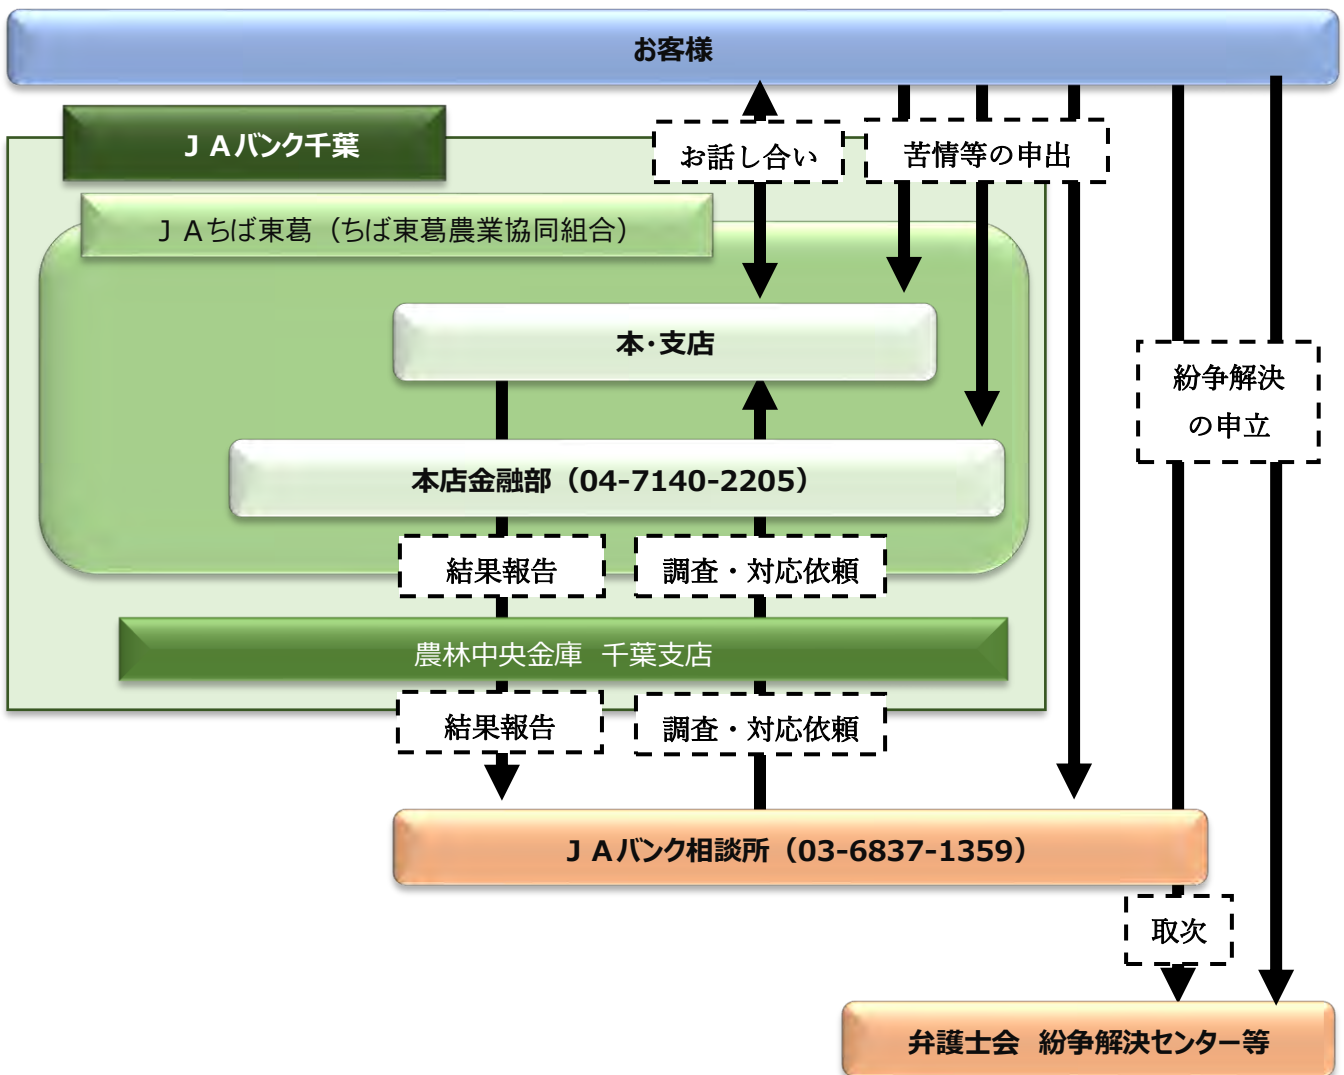 お客様
ＪＡバンク千葉
お話し合い
苦情等の申出
ＪＡちば東葛（ちば東葛農業協同組合）
本・支店
紛争解決
の申立
本店金融部（04-7140-2205）
結果報告
調査・対応依頼
農林中央金庫　千葉支店
結果報告
調査・対応依頼
ＪＡバンク相談所（03-6837-1359）
取次
弁護士会　紛争解決センター等